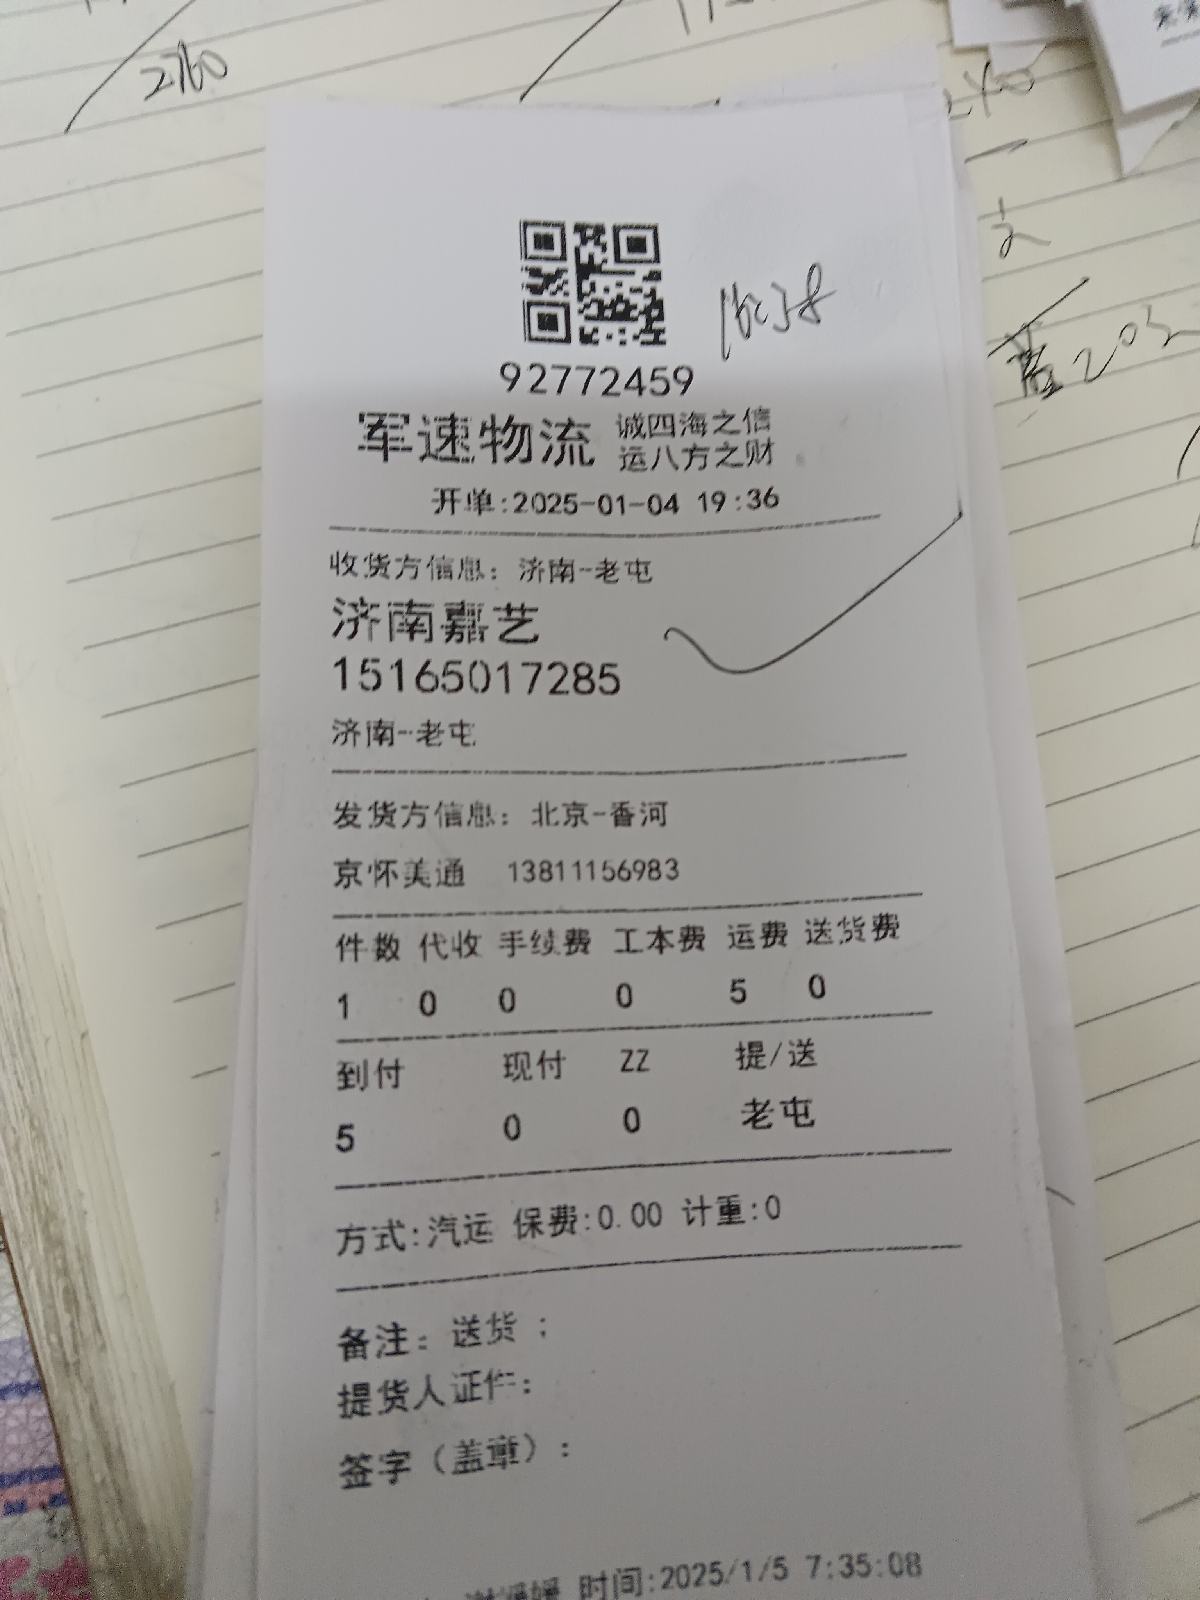 2760
92772459
军速物流 诚四海之信
运八方之财
开单:2025-01-04 19:36
收货方信息: 济南-老屯
济南嘉艺
15165017285
济南-老屯
发货方信息: 北京-香河
京怀美通 13811156983
件数 代收 手续费 工本费 运费 送货费
1 0 0 0 5 0
到付 现付 ZZ 提/送
5 0 0 老屯
方式:汽运 保费:0.00 计重:0
备注: 送货 ;
提货人证件:
签字(盖章):
时间:2025/1/5 7:35:08